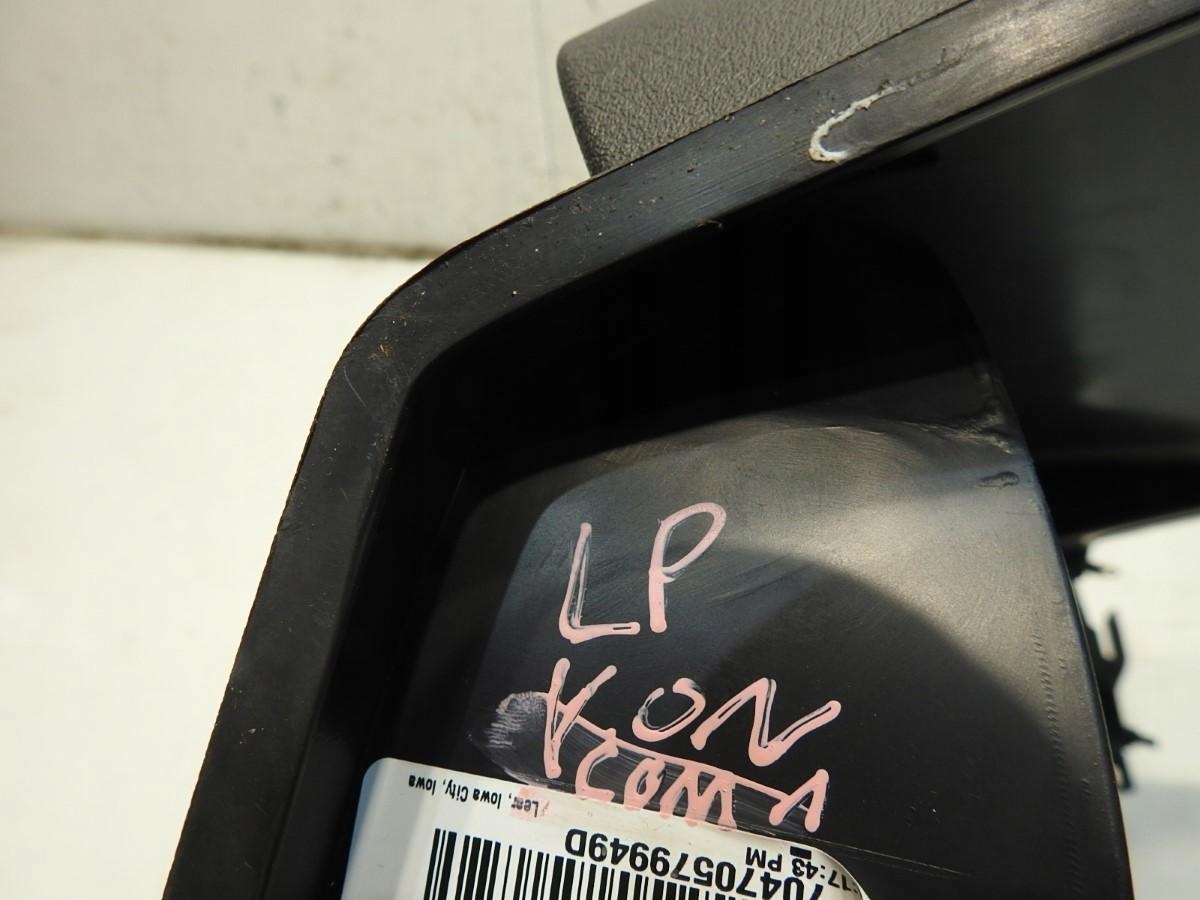 LP
KON
Lear, Iowa City, Iowa
17:43 PM
70470579949D